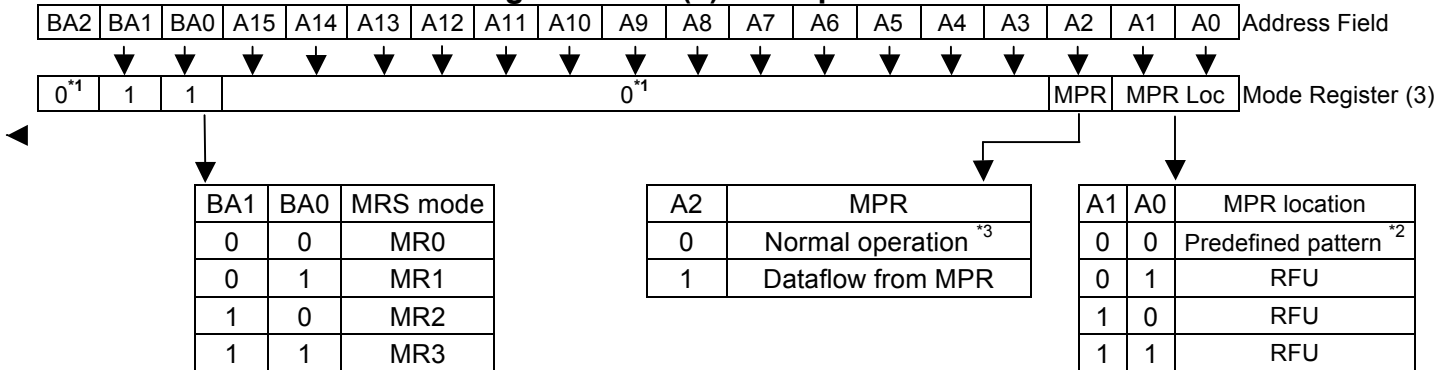 BA2 BA1 BA0 A15 A14 A13 A12 A11 A10 A9 A8 A7 A6 A5 A4 A3 A2 A1 A0 Address Field
0*1 1 1 0*1 MPR MPR Loc Mode Register (3)
BA1 BA0 MRS mode
0 0 MR0
0 1 MR1
1 0 MR2
1 1 MR3
A2 MPR
0 Normal operation *3
1 Dataflow from MPR
A1 A0 MPR location
0 0 Predefined pattern *2
0 1 RFU
1 0 RFU
1 1 RFU